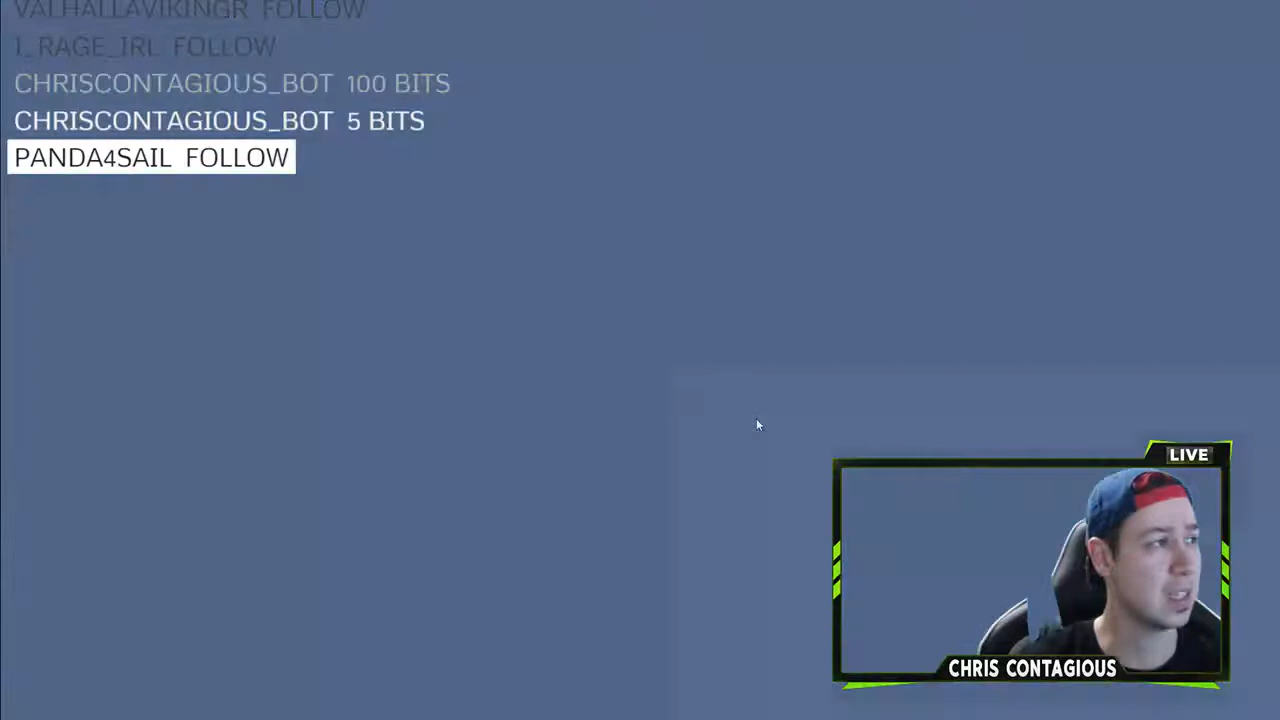 VALHALLAVIKINGR FOLLOW
I_RAGE_IRL FOLLOW
CHRISCONTAGIOUS_BOT 100 BITS
CHRISCONTAGIOUS_BOT 5 BITS
PANDA4SAIL FOLLOW
LIVE
CHRIS CONTAGIOUS